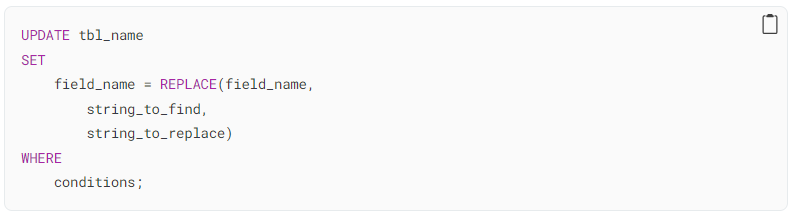 UPDATE tbl_name
SET
    field_name = REPLACE(field_name,
        string_to_find,
        string_to_replace)
WHERE
    conditions;